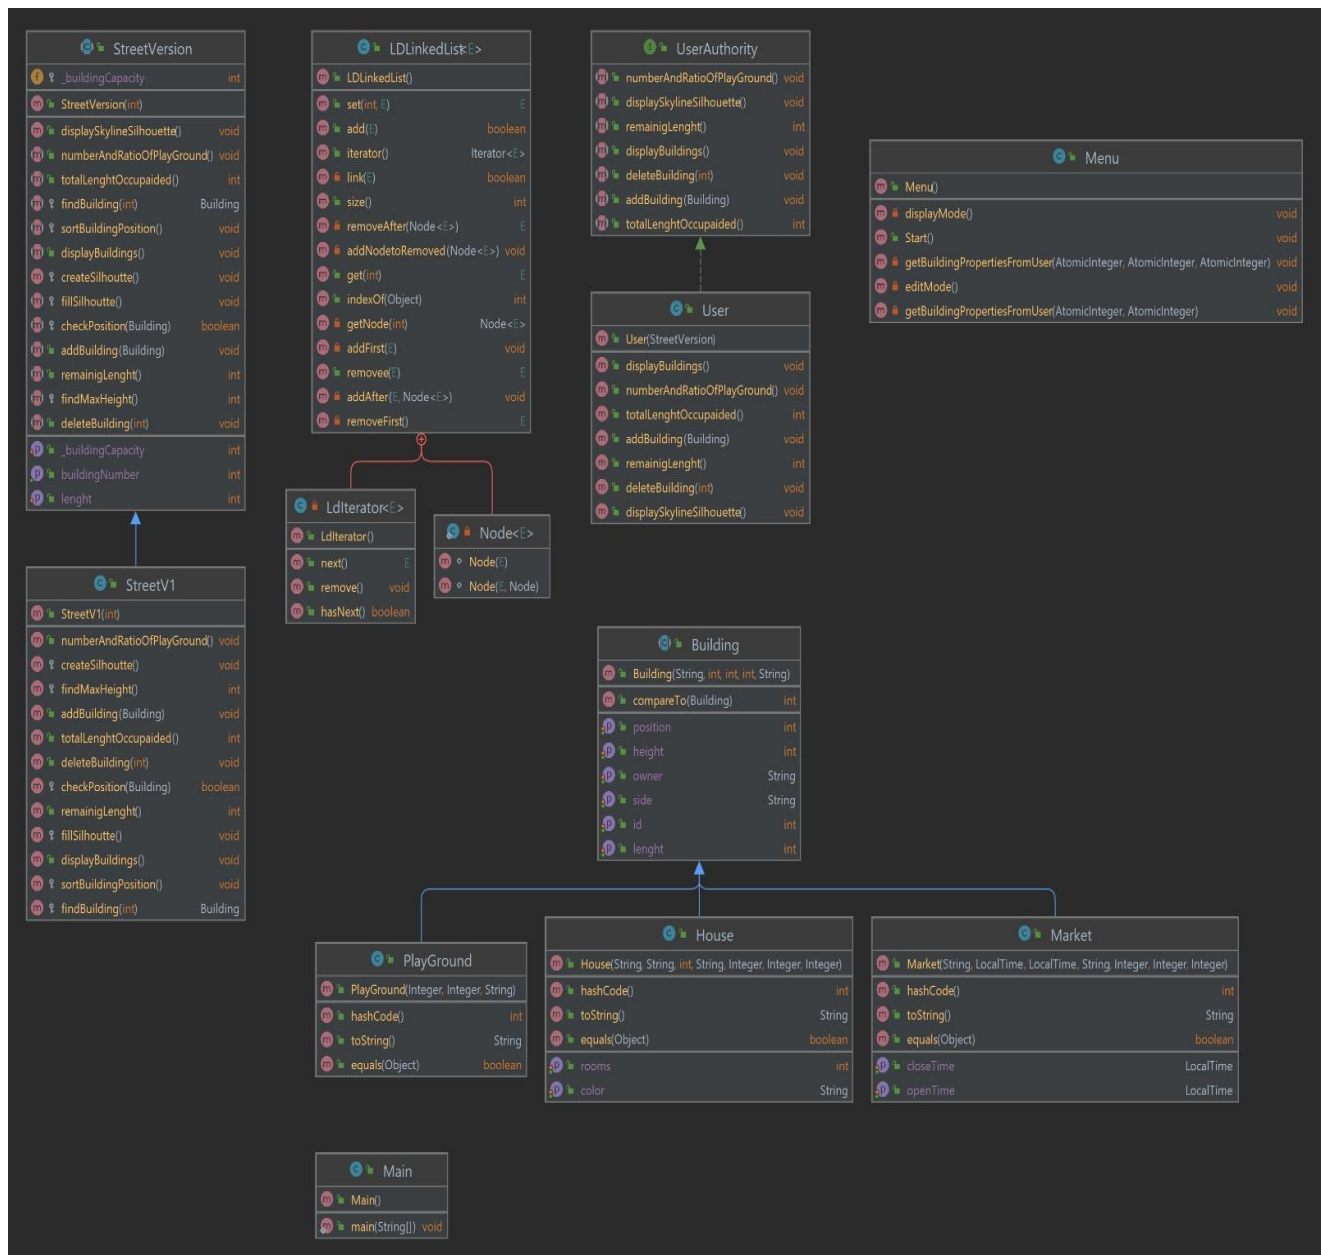 StreetVersion
_buildingCapacity int
StreetVersion(int)
displaySkylineSilhouette() void
numberAndRatioOfPlayGround() void
totalLenghtOccupaided() int
findBuilding(int) Building
sortBuildingPosition() void
displayBuildings() void
createSilhoutte() void
fillSilhoutte() void
checkPosition(Building) boolean
addBuilding(Building) void
remainigLenght() int
findMaxHeight() int
deleteBuilding(int) void
_buildingCapacity int
buildingNumber int
lenght int
StreetV1
StreetV1(int)
numberAndRatioOfPlayGround() void
createSilhoutte() void
findMaxHeight() int
addBuilding(Building) void
totalLenghtOccupaided() int
deleteBuilding(int) void
checkPosition(Building) boolean
remainigLenght() int
fillSilhoutte() void
displayBuildings() void
sortBuildingPosition() void
findBuilding(int) Building
LDLinkedList<E>
LDLinkedList()
set(int, E) E
add(E) boolean
iterator() Iterator<E>
link(E) boolean
size() int
removeAfter(Node<E>) E
addNodetoRemoved(Node<E>) void
get(int) E
indexOf(Object) int
getNode(int) Node<E>
addFirst(E) void
removee(E) E
addAfter(E, Node<E>) void
removeFirst() E
LdIterator<E>
LdIterator()
next() E
remove() void
hasNext() boolean
Node<E>
Node(E)
Node(E, Node)
UserAuthority
numberAndRatioOfPlayGround() void
displaySkylineSilhouette() void
remainigLenght() int
displayBuildings() void
deleteBuilding(int) void
addBuilding(Building) void
totalLenghtOccupaided() int
User
User(StreetVersion)
displayBuildings() void
numberAndRatioOfPlayGround() void
totalLenghtOccupaided() int
addBuilding(Building) void
remainigLenght() int
deleteBuilding(int) void
displaySkylineSilhouette() void
Menu
Menu()
displayMode() void
Start() void
getBuildingPropertiesFromUser(AtomicInteger, AtomicInteger, AtomicInteger) void
editMode() void
getBuildingPropertiesFromUser(AtomicInteger, AtomicInteger) void
Building
Building(String, int, int, int, String)
compareTo(Building) int
position int
height int
owner String
side String
id int
lenght int
PlayGround
PlayGround(Integer, Integer, String)
hashCode() int
toString() String
equals(Object) boolean
House
House(String, String, int, String, Integer, Integer, Integer)
hashCode() int
toString() String
equals(Object) boolean
rooms int
color String
Market
Market(String, LocalTime, LocalTime, String, Integer, Integer, Integer)
hashCode() int
toString() String
equals(Object) boolean
closeTime LocalTime
openTime LocalTime
Main
Main()
main(String[]) void